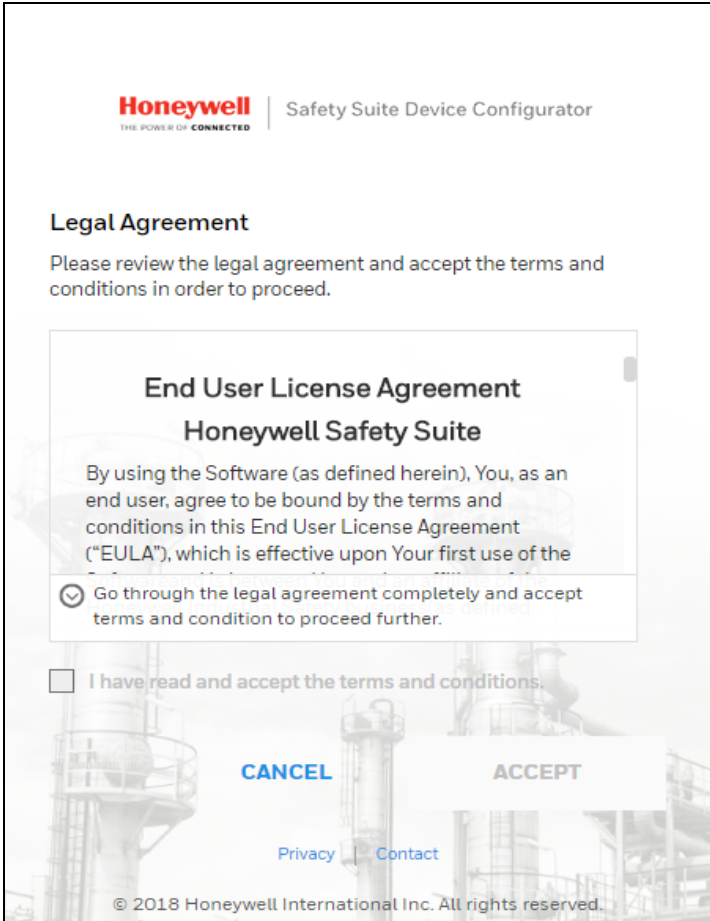 Honeywell
THE POWER OF CONNECTED
Safety Suite Device Configurator
Legal Agreement
Please review the legal agreement and accept the terms and
conditions in order to proceed.
End User License Agreement
Honeywell Safety Suite
By using the Software (as defined herein), You, as an
end user, agree to be bound by the terms and
conditions in this End User License Agreement
(“EULA”), which is effective upon Your first use of the
Go through the legal agreement completely and accept
terms and condition to proceed further.
I have read and accept the terms and conditions.
CANCEL
ACCEPT
Privacy | Contact
© 2018 Honeywell International Inc. All rights reserved.